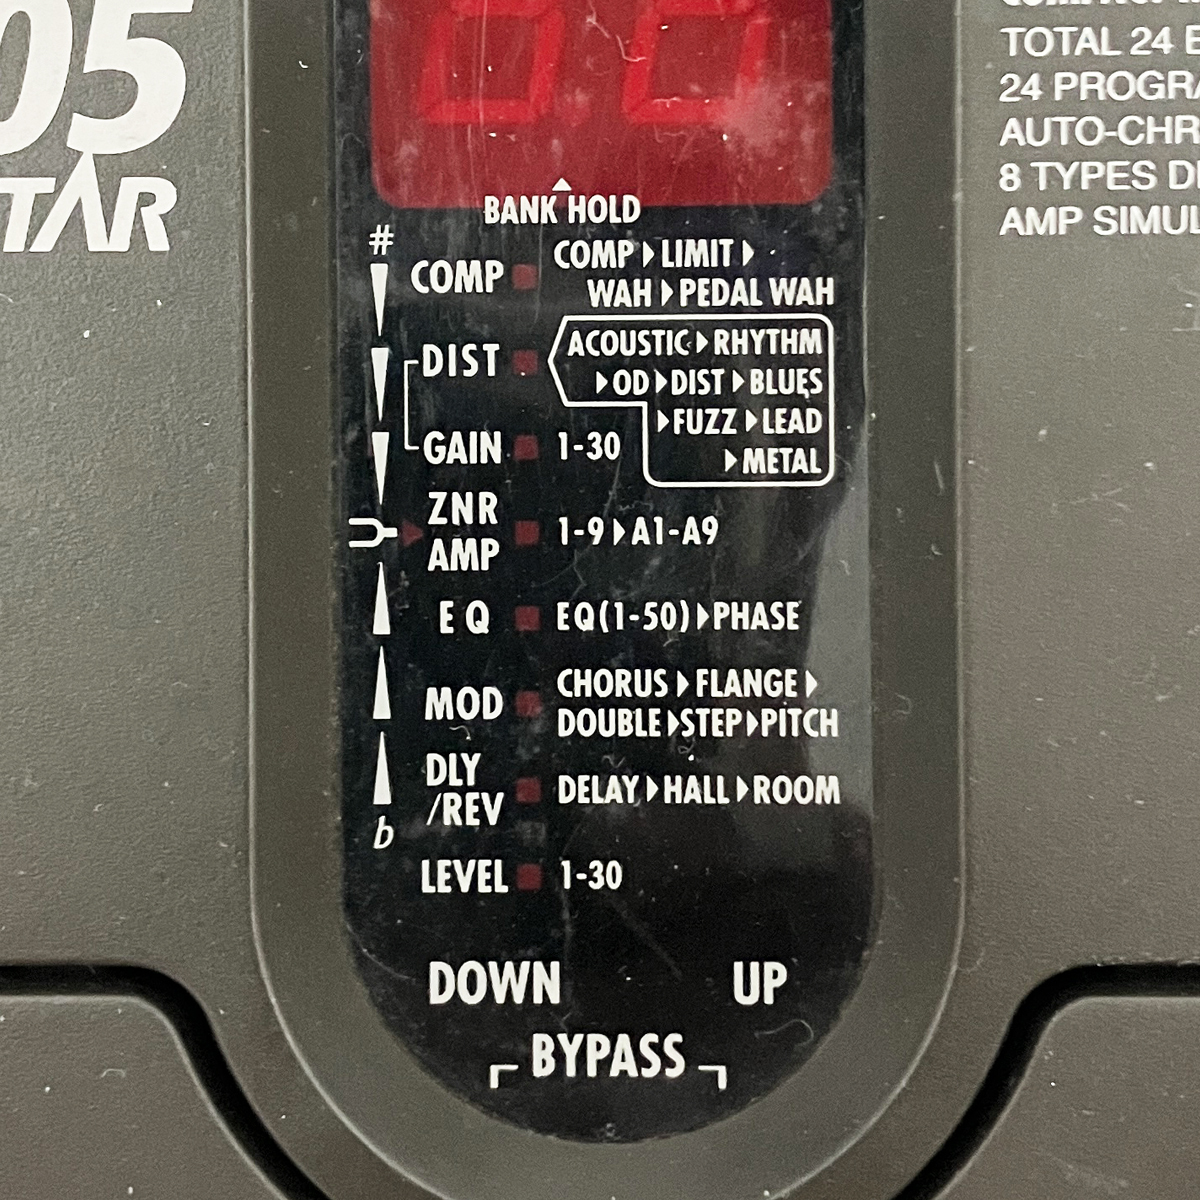 05
STAR
TOTAL 24 E
24 PROGRA
AUTO-CHR
8 TYPES DI
AMP SIMUL
BANK HOLD
#
COMP COMP▶LIMIT▶
WAH▶PEDAL WAH
DIST ACOUSTIC▶RHYTHM
▶OD▶DIST▶BLUES
▶FUZZ▶LEAD
▶METAL
GAIN 1-30
ZNR
AMP 1-9▶A1-A9
EQ EQ(1-50)▶PHASE
MOD CHORUS▶FLANGE▶
DOUBLE▶STEP▶PITCH
DLY
/REV DELAY▶HALL▶ROOM
b
LEVEL 1-30
DOWN UP
BYPASS